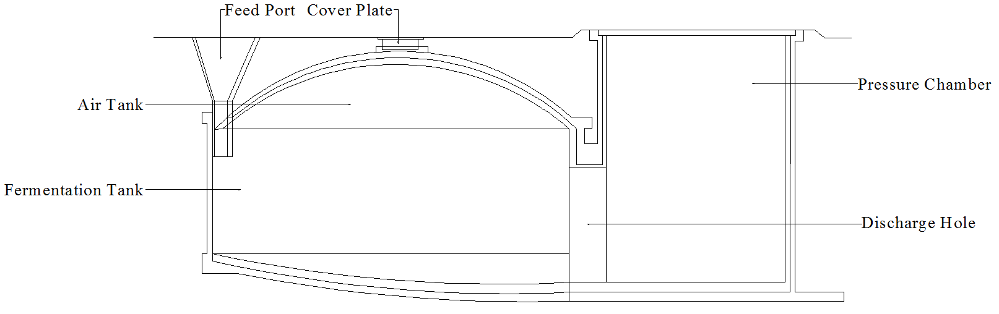 Feed Port
Cover Plate
Pressure Chamber
Air Tank
Fermentation Tank
Discharge Hole